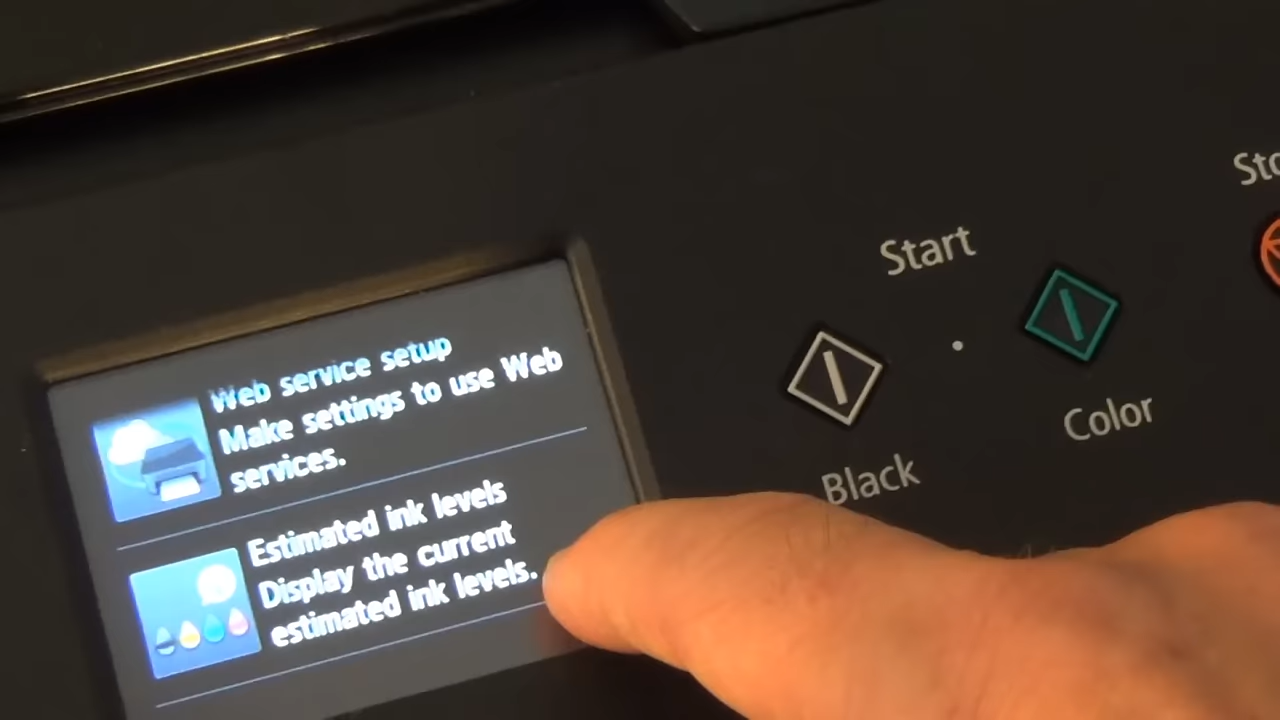 Web service setup
Make settings to use Web
services.
Estimated ink levels
Display the current
estimated ink levels.
Start
Black
Color